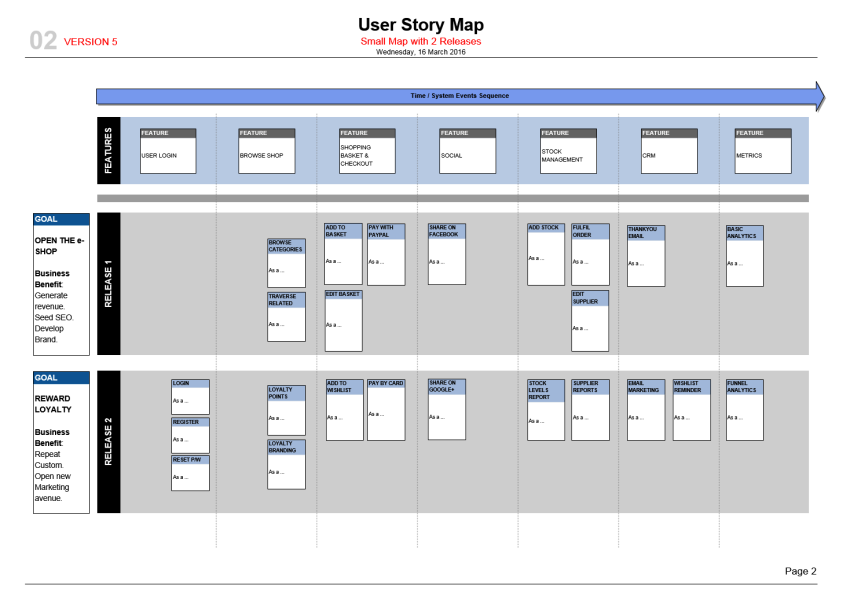 User Story Map
02 VERSION 5
Small Map with 2 Releases
Wednesday, 16 March 2016
Time / System Events Sequence
FEATURES
FEATURE
USER LOGIN
FEATURE
BROWSE SHOP
FEATURE
SHOPPING
BASKET &
CHECKOUT
FEATURE
SOCIAL
FEATURE
STOCK
MANAGEMENT
FEATURE
CRM
FEATURE
METRICS
GOAL
OPEN THE e-
SHOP
Business
Benefit:
Generate
revenue.
Seed SEO.
Develop
Brand.
RELEASE 1
BROWSE
CATEGORIES
As a ...
TRAVERSE
RELATED
As a ...
ADD TO
BASKET
As a ...
PAY WITH
PAYPAL
As a ...
EDIT BASKET
As a ...
SHARE ON
FACEBOOK
As a ...
ADD STOCK
As a ...
FULFIL
ORDER
As a ...
EDIT
SUPPLIER
As a ...
THANKYOU
EMAIL
As a ...
BASIC
ANALYTICS
As a ...
GOAL
REWARD
LOYALTY
Business
Benefit:
Repeat
Custom.
Open new
Marketing
avenue.
RELEASE 2
LOGIN
As a ...
REGISTER
As a ...
RESET P/W
As a ...
LOYALTY
POINTS
As a ...
LOYALTY
BRANDING
As a ...
ADD TO
WISHLIST
As a ...
PAY BY CARD
As a ...
SHARE ON
GOOGLE+
As a ...
STOCK
LEVELS
REPORT
As a ...
SUPPLIER
REPORTS
As a ...
EMAIL
MARKETING
As a ...
WISHLIST
REMINDER
As a ...
FUNNEL
ANALYTICS
As a ...
Page 2